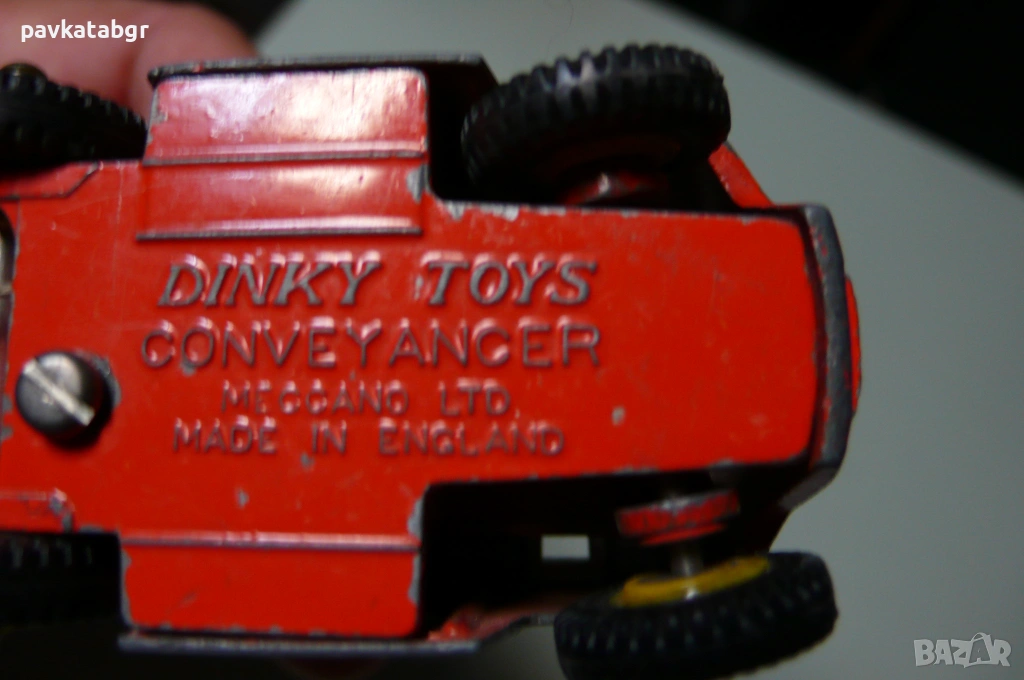 pavkatabgr
DINKY TOYS
CONVEYANCER
MECCANO LTD.
MADE IN ENGLAND
BAZAR